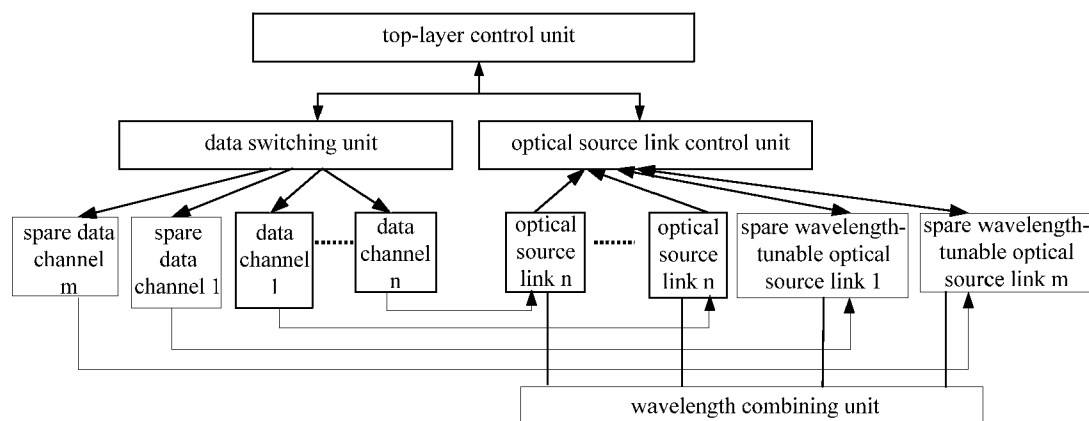 top-layer control unit
data switching unit
optical source link control unit
spare data
channel
m
spare
data
channel 1
data
channel
1
data
channel
n
optical
source
link n
optical
source
link n
spare wavelength-
tunable optical
source link 1
spare wavelength-
tunable optical
source link m
wavelength combining unit